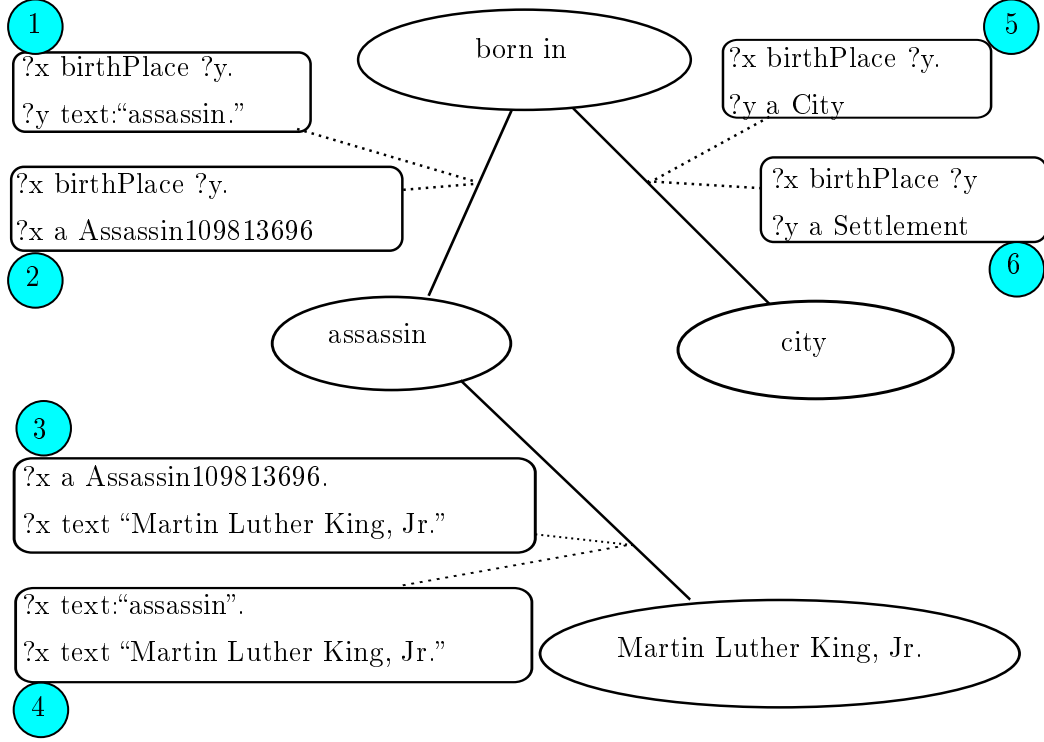 1
?x birthPlace ?y.
?y text:“assassin.”
?x birthPlace ?y.
?x a Assassin109813696
2
born in
5
?x birthPlace ?y.
?y a City
?x birthPlace ?y
?y a Settlement
6
assassin
city
3
?x a Assassin109813696.
?x text “Martin Luther King, Jr.”
?x text:“assassin”.
?x text “Martin Luther King, Jr.”
4
Martin Luther King, Jr.